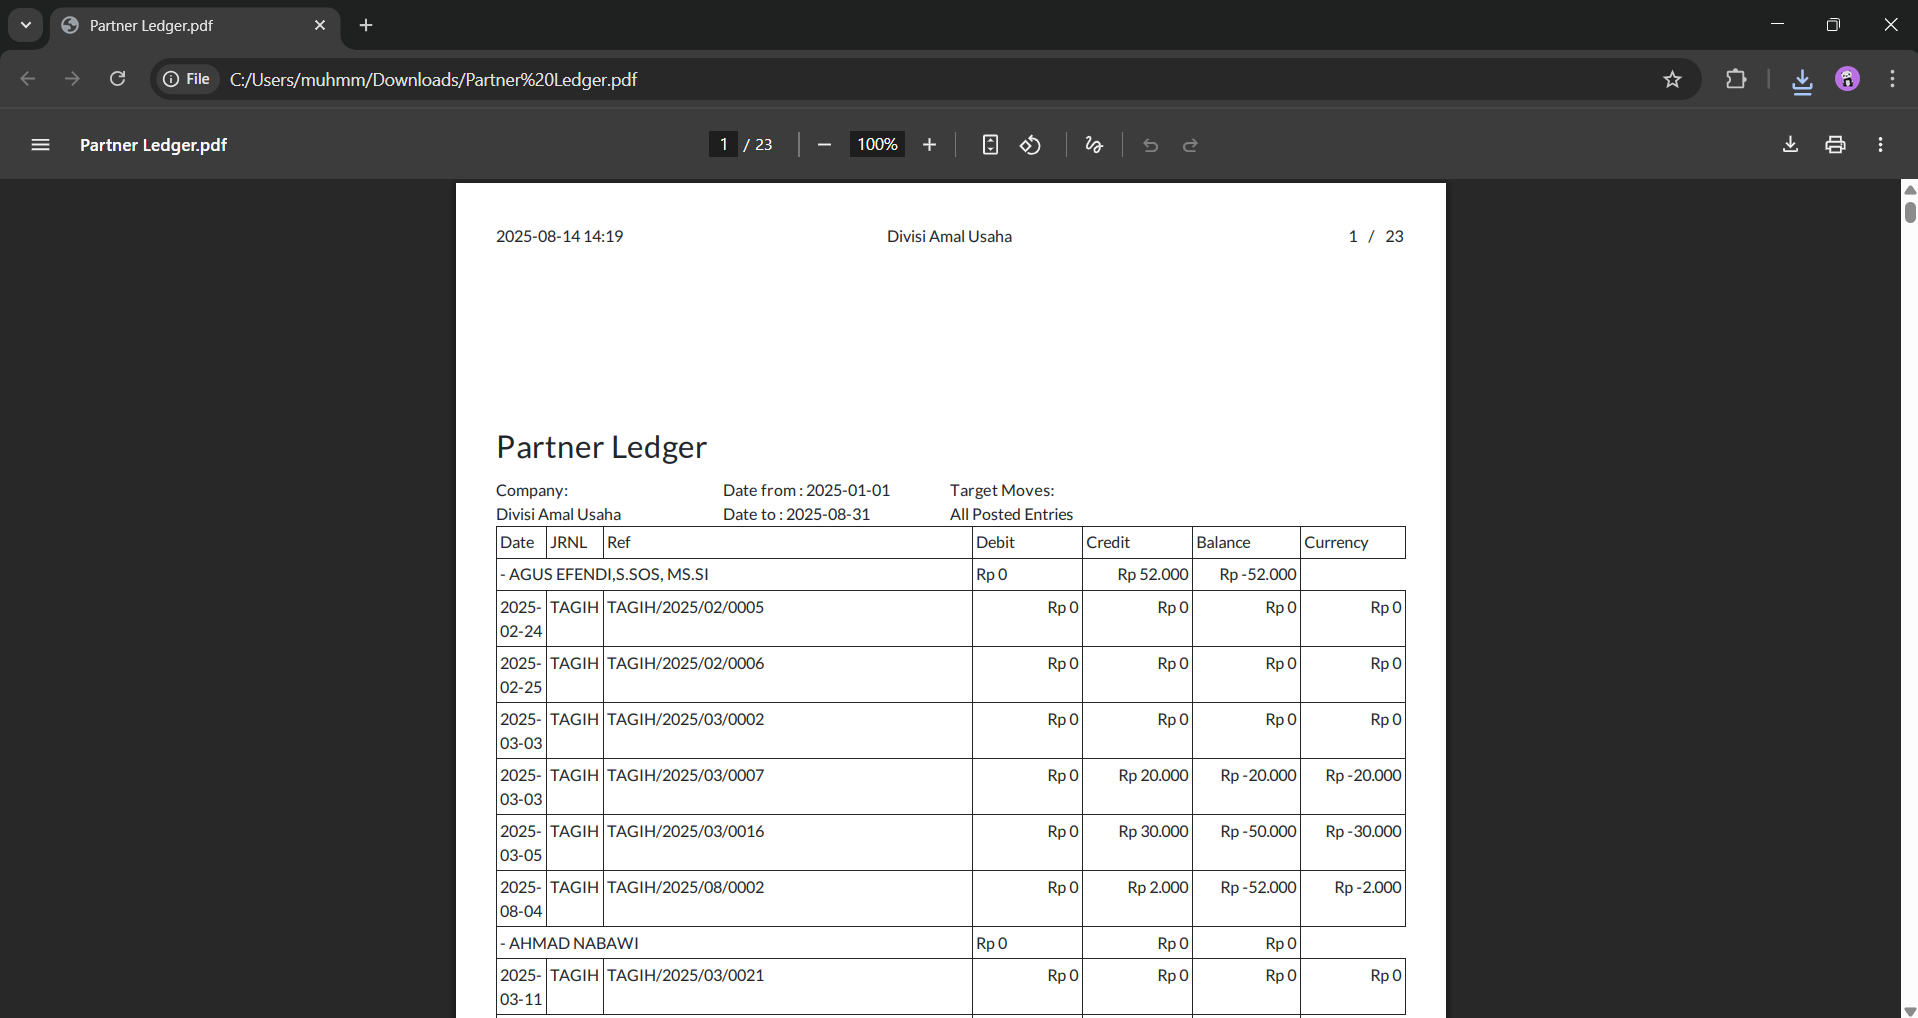 Partner Ledger.pdf
File C:/Users/muhmm/Downloads/Partner%20Ledger.pdf
Partner Ledger.pdf 1 / 23 100%
2025-08-14 14:19 Divisi Amal Usaha 1 / 23
Partner Ledger
Company: Date from : 2025-01-01 Target Moves:
Divisi Amal Usaha Date to : 2025-08-31 All Posted Entries
Date JRNL Ref Debit Credit Balance Currency
- AGUS EFENDI,S.SOS, MS.SI Rp 0 Rp 52.000 Rp -52.000
2025- TAGIH TAGIH/2025/02/0005 Rp 0 Rp 0 Rp 0 Rp 0
02-24
2025- TAGIH TAGIH/2025/02/0006 Rp 0 Rp 0 Rp 0 Rp 0
02-25
2025- TAGIH TAGIH/2025/03/0002 Rp 0 Rp 0 Rp 0 Rp 0
03-03
2025- TAGIH TAGIH/2025/03/0007 Rp 0 Rp 20.000 Rp -20.000 Rp -20.000
03-03
2025- TAGIH TAGIH/2025/03/0016 Rp 0 Rp 30.000 Rp -50.000 Rp -30.000
03-05
2025- TAGIH TAGIH/2025/08/0002 Rp 0 Rp 2.000 Rp -52.000 Rp -2.000
08-04
- AHMAD NABAWI Rp 0 Rp 0 Rp 0
2025- TAGIH TAGIH/2025/03/0021 Rp 0 Rp 0 Rp 0 Rp 0
03-11